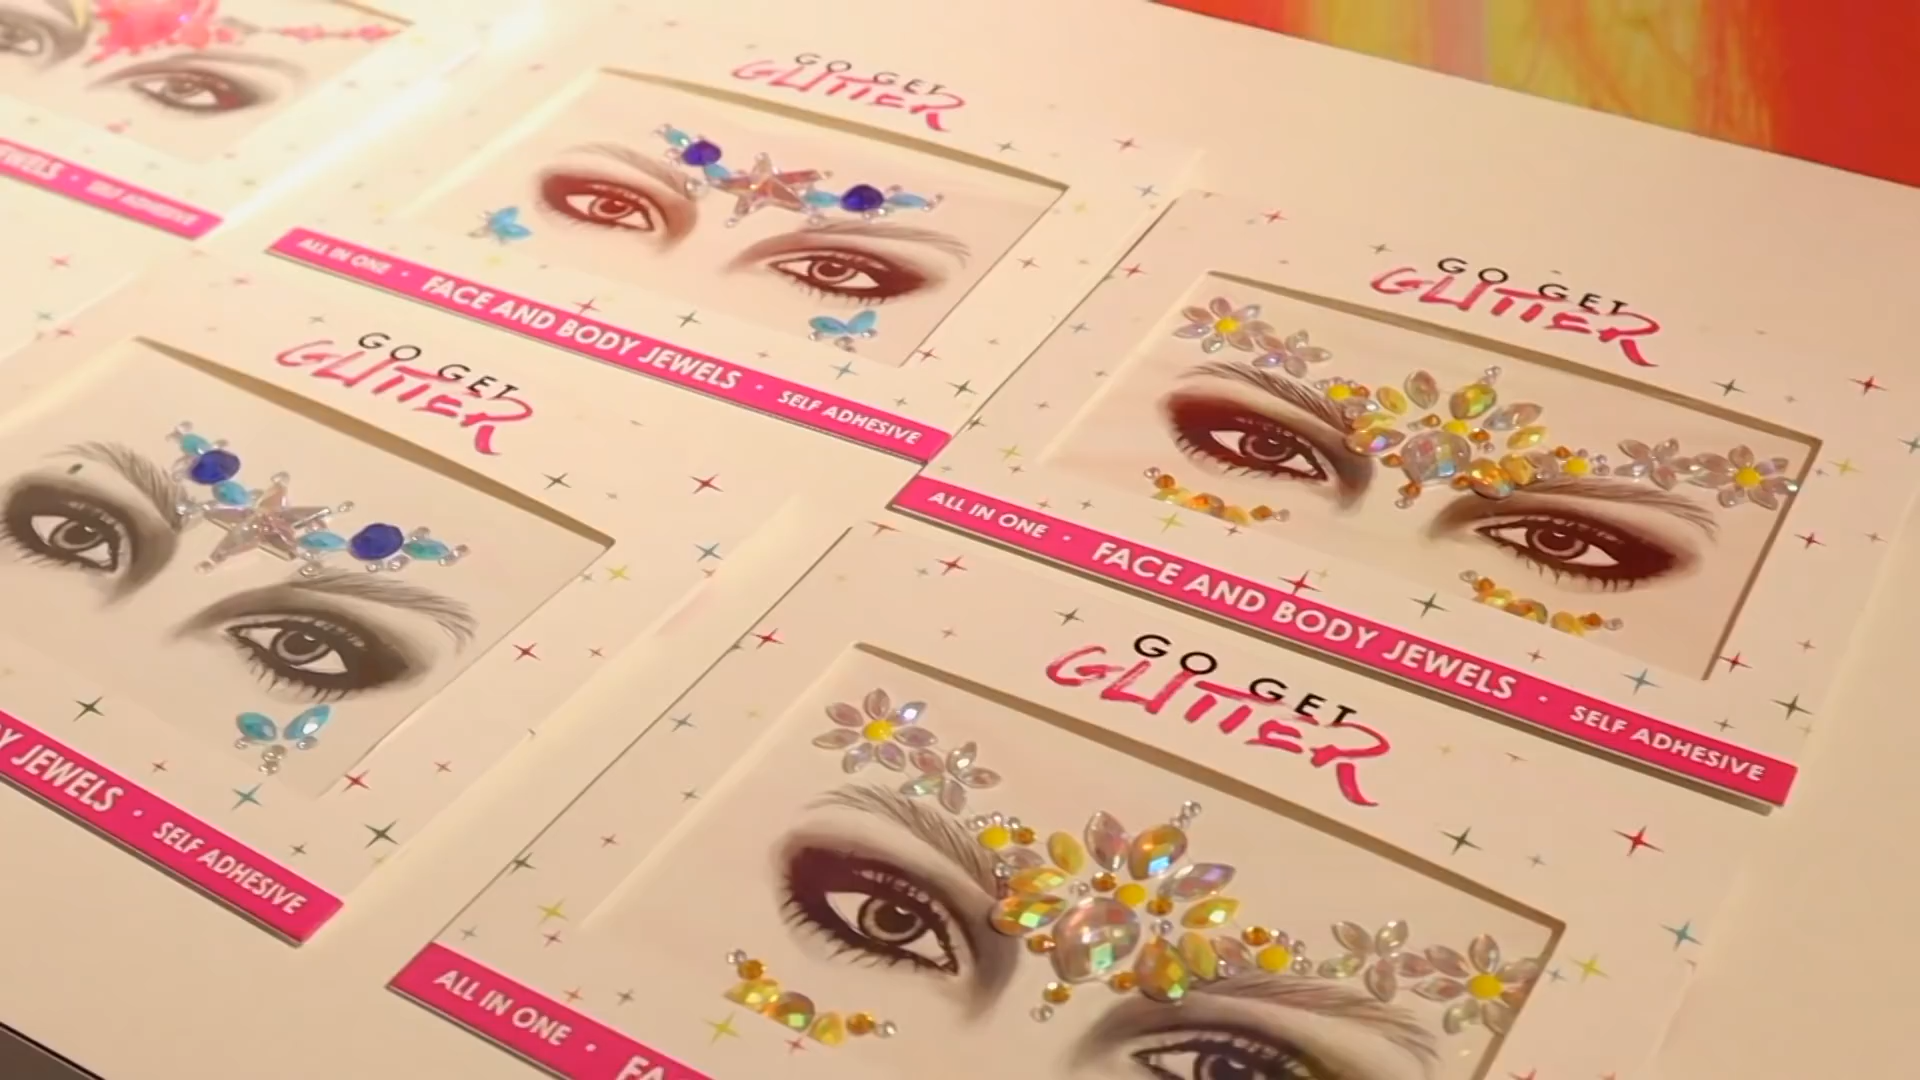 JEWELS · SELF ADHESIVE
GO GET
GLITTER
ALL IN ONE · FACE AND BODY JEWELS · SELF ADHESIVE
GO GET
GLITTER
ALL IN ONE · FACE AND BODY JEWELS · SELF ADHESIVE
GO GET
GLITTER
JEWELS · SELF ADHESIVE
GO GET
GLITTER
ALL IN ONE ·